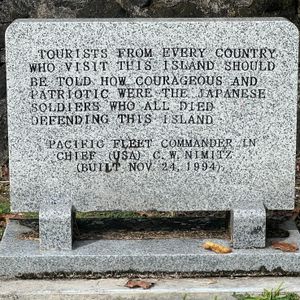 TOURISTS FROM EVERY COUNTRY
WHO VISIT THIS ISLAND SHOULD
BE TOLD HOW COURAGEOUS AND
PATRIOTIC WERE THE JAPANESE
SOLDIERS WHO ALL DIED
DEFENDING THIS ISLAND
PACIFIC FLEET COMMANDER IN
CHIEF (USA) C. W. NIMITZ
(BUILT NOV 24, 1994)